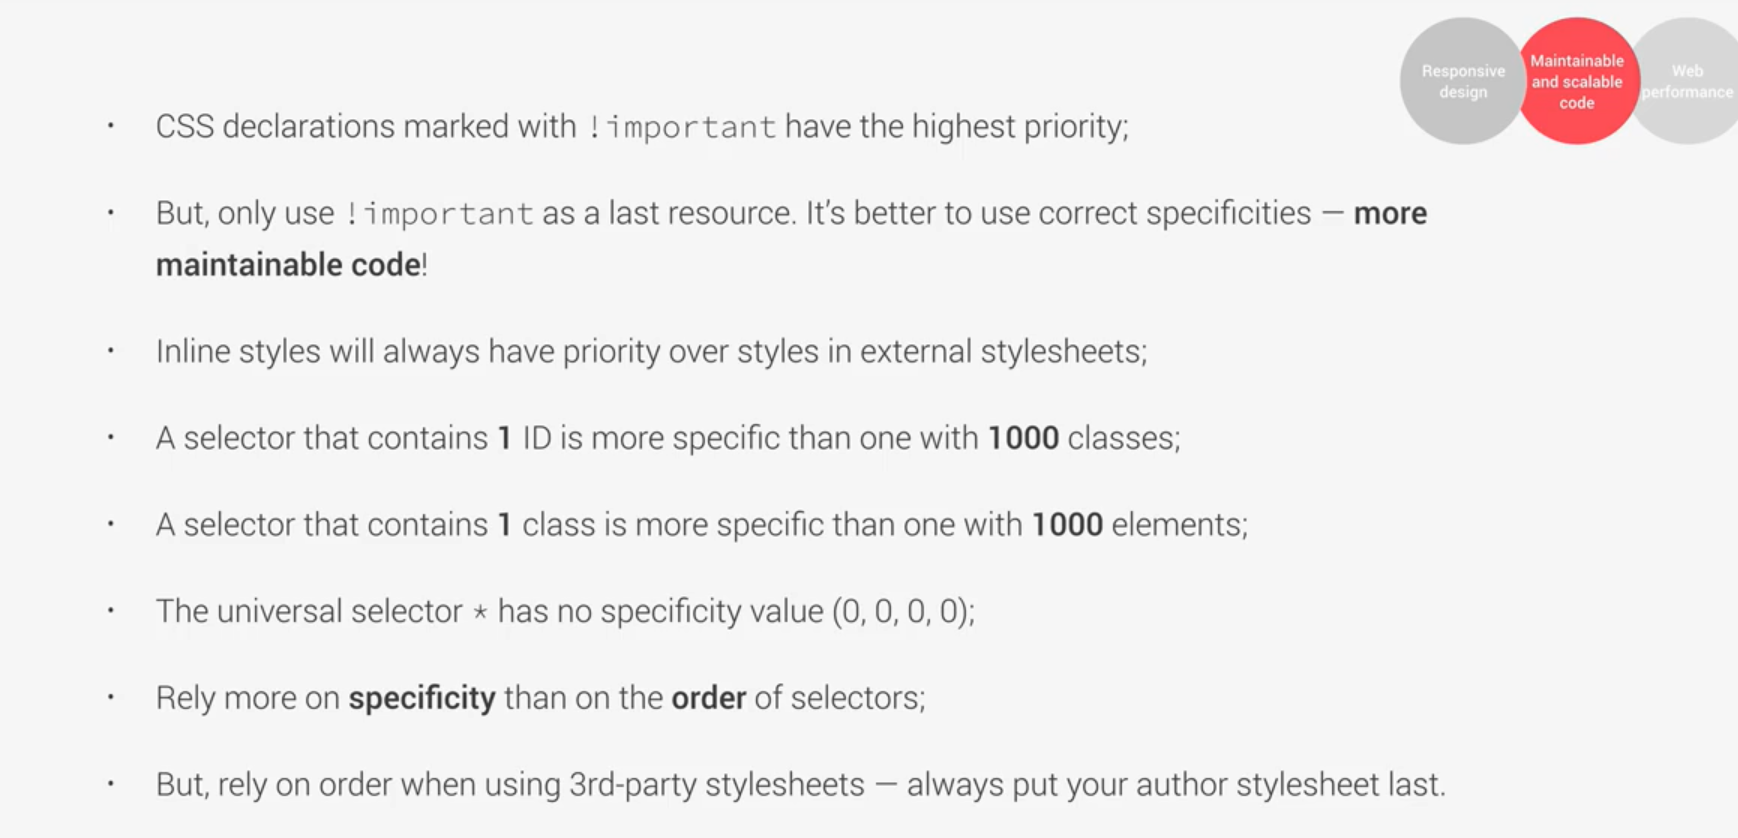 Responsive
design
Maintainable
and scalable
code
Web
performance
· CSS declarations marked with !important have the highest priority;
· But, only use !important as a last resource. It’s better to use correct specificities — more
maintainable code!
· Inline styles will always have priority over styles in external stylesheets;
· A selector that contains 1 ID is more specific than one with 1000 classes;
· A selector that contains 1 class is more specific than one with 1000 elements;
· The universal selector * has no specificity value (0, 0, 0, 0);
· Rely more on specificity than on the order of selectors;
· But, rely on order when using 3rd-party stylesheets — always put your author stylesheet last.